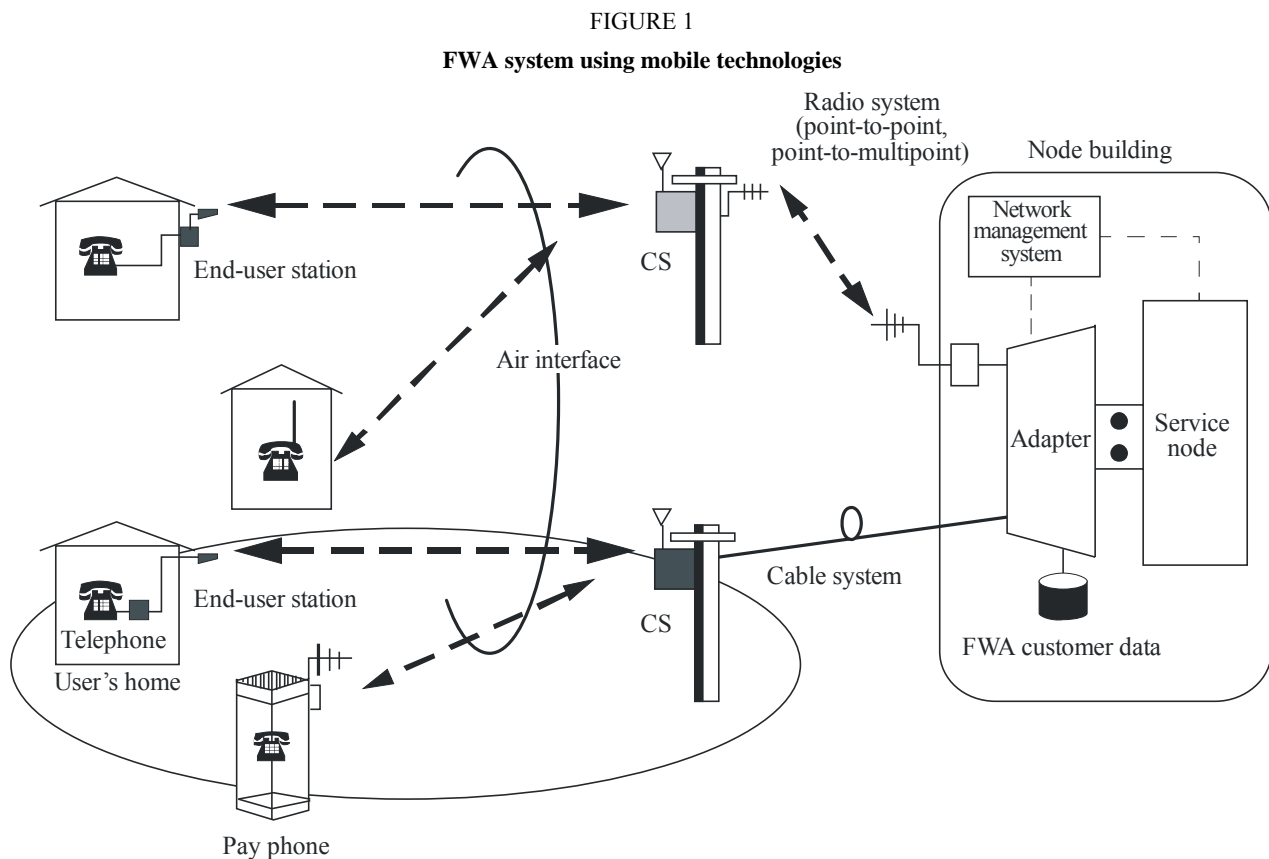 FIGURE 1
FWA system using mobile technologies
Radio system
(point-to-point,
point-to-multipoint)
Node building
Network
management
system
End-user station
CS
Air interface
Adapter
Service
node
End-user station
Cable system
CS
Telephone
FWA customer data
User’s home
Pay phone